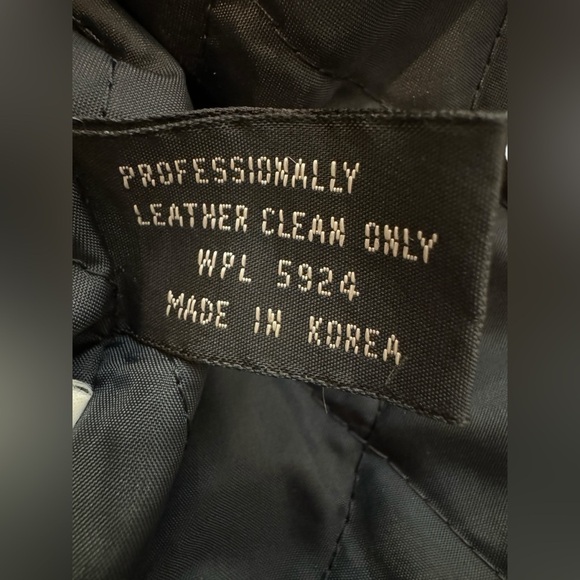 PROFESSIONALLY
LEATHER CLEAN ONLY
WPL 5924
MADE IN KOREA